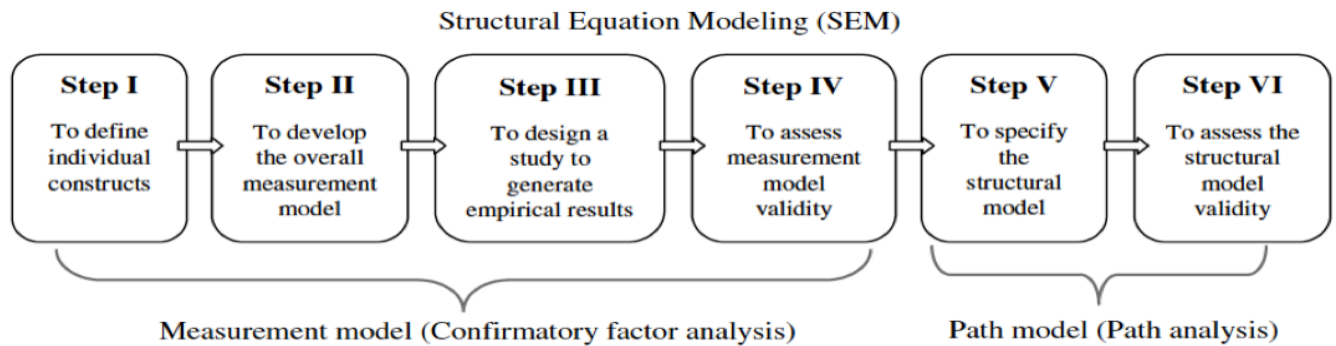 Structural Equation Modeling (SEM)
Step I
To define
individual
constructs
Step II
To develop
the overall
measurement
model
Step III
To design a
study to
generate
empirical results
Step IV
To assess
measurement
model
validity
Step V
To specify
the
structural
model
Step VI
To assess the
structural
model
validity
Measurement model (Confirmatory factor analysis)
Path model (Path analysis)